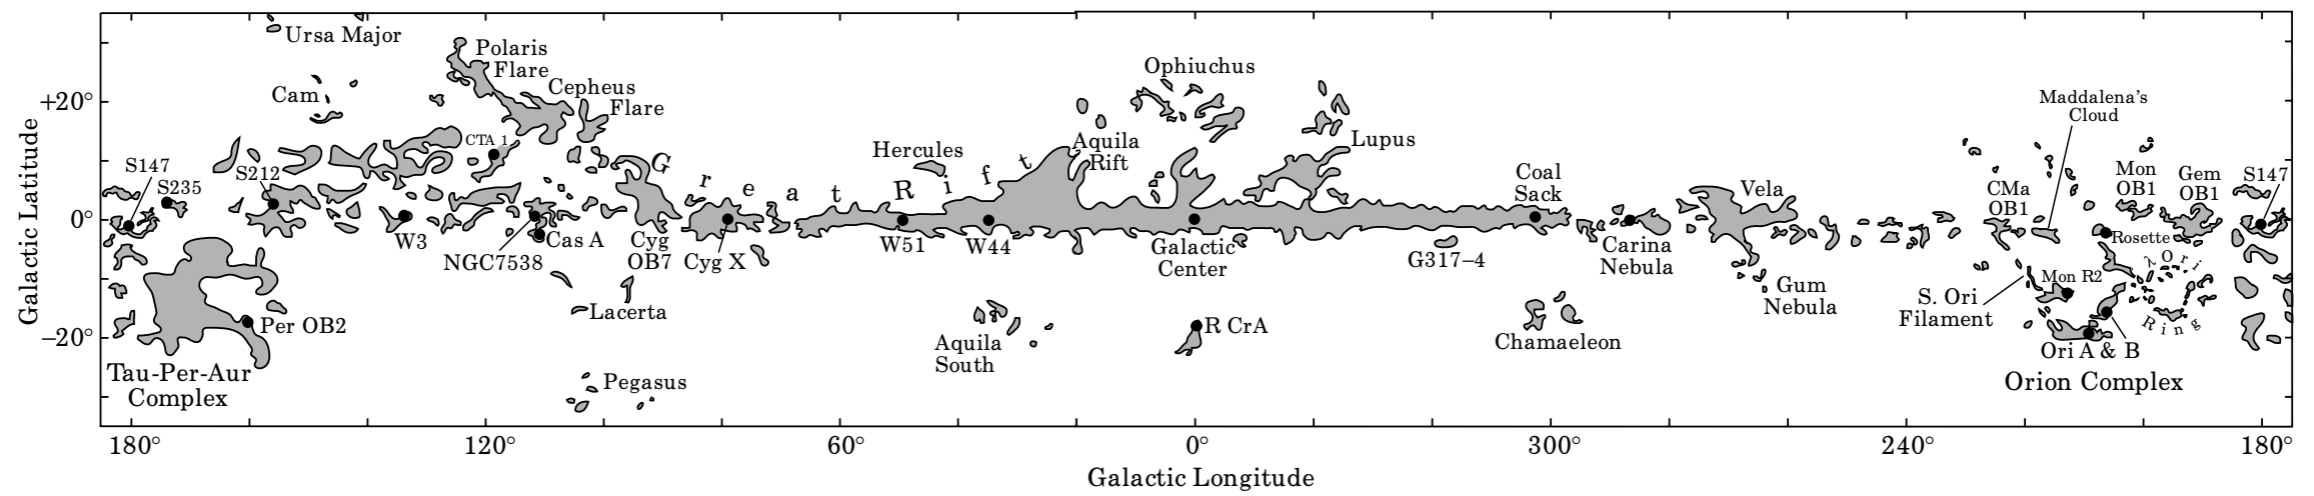 Ursa Major
Polaris
Flare
Cam
Cepheus
Flare
Ophiuchus
Maddalena's
Cloud
+20°
CTA 1
Great Rift
Hercules
Aquila
Rift
Lupus
S147
S235
S212
Coal
Sack
Vela
CMa
OB1
Mon
OB1
Gem
OB1
S147
0°
W3
NGC7538
Cas A
Cyg
OB7
Cyg X
W51
W44
Galactic
Center
G317–4
Carina
Nebula
Rosette
λ Ori
Ring
Mon R2
Gum
Nebula
S. Ori
Filament
Lacerta
Per OB2
–20°
Aquila
South
R CrA
Chamaeleon
Ori A & B
Tau-Per-Aur
Complex
Pegasus
Orion Complex
180°
120°
60°
0°
300°
240°
180°
Galactic Longitude
Galactic Latitude